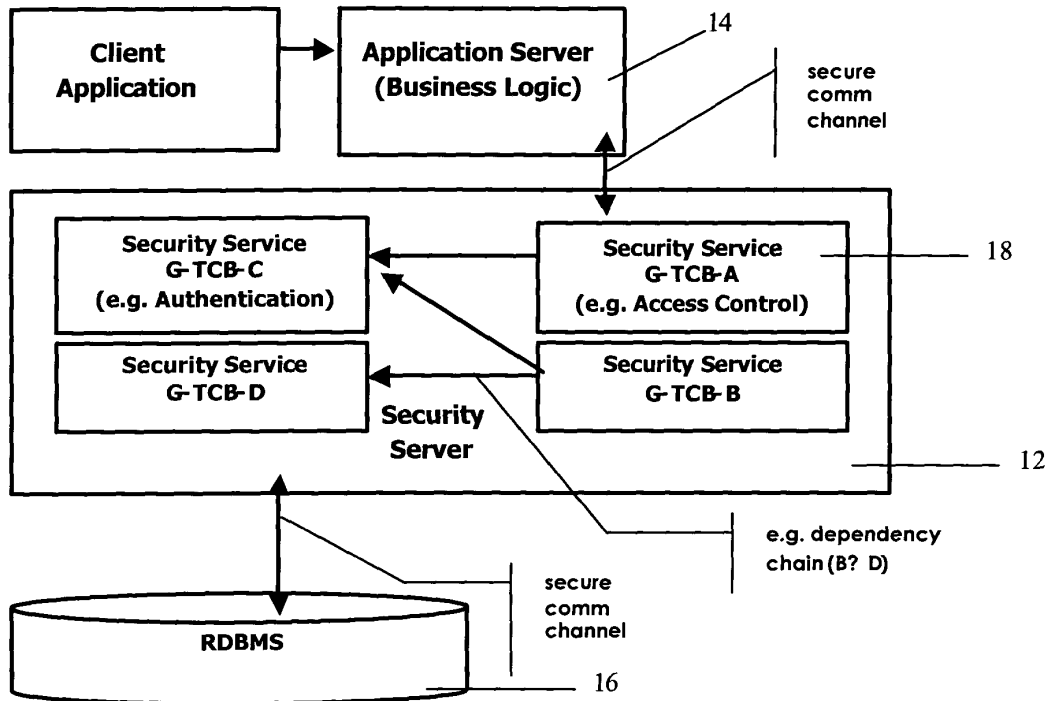 Client
Application
Application Server
(Business Logic)
14
secure
comm
channel
Security Service
G-TCB-C
(e.g. Authentication)
Security Service
G-TCB-A
(e.g. Access Control)
18
Security Service
G-TCB-D
Security Service
G-TCB-B
Security
Server
12
e.g. dependency
chain (B? D)
secure
comm
channel
RDBMS
16